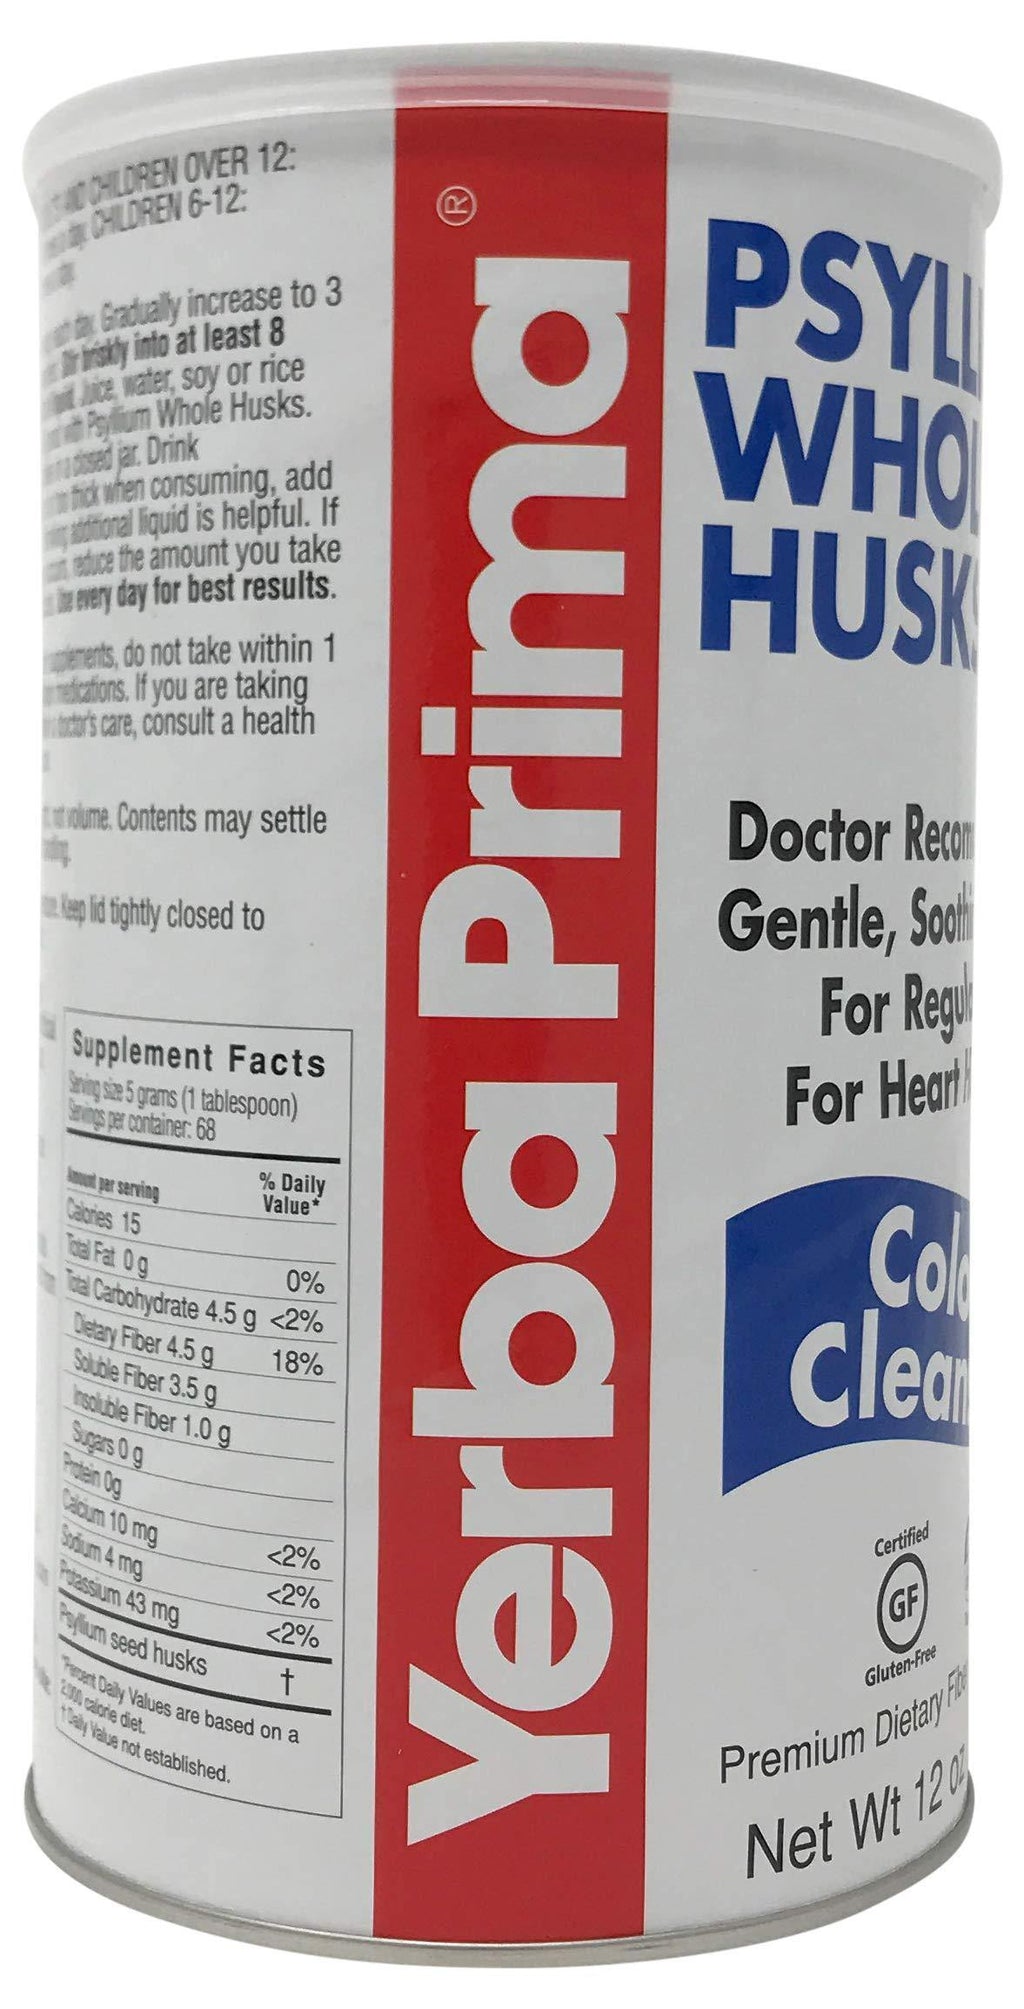 AND CHILDREN OVER 12:
day. CHILDREN 6-12:
day. Gradually increase to 3
Stir briskly into at least 8
Juice, water, soy or rice
with Psyllium Whole Husks.
in a closed jar. Drink
too thick when consuming, add
additional liquid is helpful. If
reduce the amount you take
Use every day for best results.
do not take within 1
medications. If you are taking
doctor's care, consult a health
not volume. Contents may settle
Keep lid tightly closed to
Supplement Facts
Serving size 5 grams (1 tablespoon)
Servings per container: 68
Amount per serving % Daily
Value*
Calories 15
Total Fat 0 g 0%
Total Carbohydrate 4.5 g <2%
Dietary Fiber 4.5 g 18%
Soluble Fiber 3.5 g
Insoluble Fiber 1.0 g
Sugars 0 g
Protein 0g
Calcium 10 mg <2%
Sodium 4 mg <2%
Potassium 43 mg <2%
Psyllium seed husks †
*Percent Daily Values are based on a
2,000 calorie diet.
† Daily Value not established.
Yerba Prima®
PSYLLI
WHOL
HUSKS
Doctor Recom
Gentle, Soothi
For Regula
For Heart H
Colo
Clean
Certified
GF
Gluten-Free
Premium Dietary Fibe
Net Wt 12 oz